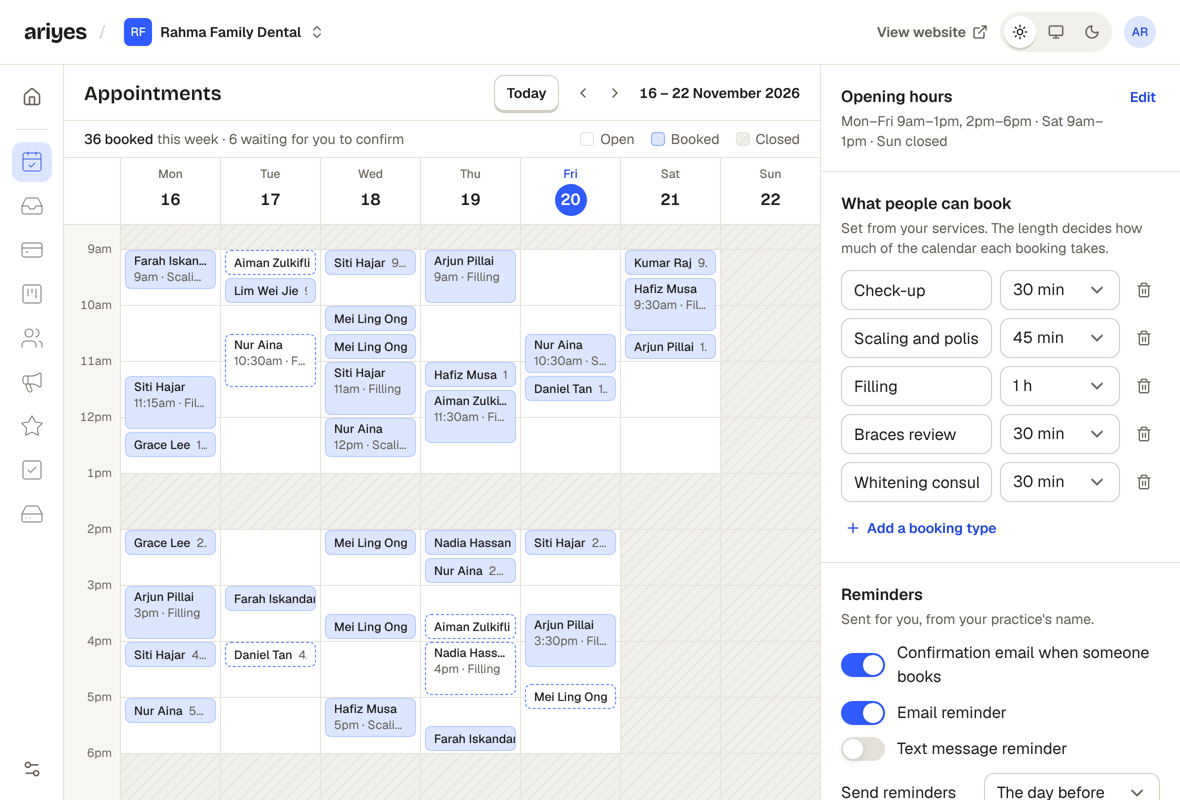 ariyes / RF Rahma Family Dental
View website
AR
Appointments
Today
16 – 22 November 2026
36 booked this week · 6 waiting for you to confirm
Open
Booked
Closed
Mon 16
Tue 17
Wed 18
Thu 19
Fri 20
Sat 21
Sun 22
9am
10am
11am
12pm
1pm
2pm
3pm
4pm
5pm
6pm
Farah Iskan...
9am · Scali...
Siti Hajar
11:15am · Fil...
Grace Lee 1...
Grace Lee 2.
Arjun Pillai
3pm · Filling
Siti Hajar 4...
Nur Aina 5...
Aiman Zulkifli
Lim Wei Jie
Nur Aina
10:30am · F...
Farah Iskandar
Daniel Tan 4.
Siti Hajar 9...
Mei Ling Ong
Mei Ling Ong
Siti Hajar
11am · Filling
Nur Aina
12pm · Scali...
Mei Ling Ong
Mei Ling Ong
Hafiz Musa
5pm · Scali...
Arjun Pillai
9am · Filling
Hafiz Musa 1
Aiman Zulki...
11:30am · Fi...
Nadia Hassan
Nur Aina 2...
Aiman Zulkifli
Nadia Hass...
4pm · Filling
Farah Iskandar
Nur Aina
10:30am · S...
Daniel Tan 1..
Siti Hajar 2...
Arjun Pillai
3:30pm · Fil...
Mei Ling Ong
Kumar Raj 9.
Hafiz Musa
9:30am · Fil...
Arjun Pillai 1.
Opening hours
Edit
Mon–Fri 9am–1pm, 2pm–6pm · Sat 9am–
1pm · Sun closed
What people can book
Set from your services. The length decides how
much of the calendar each booking takes.
Check-up 30 min
Scaling and polis 45 min
Filling 1 h
Braces review 30 min
Whitening consul 30 min
+ Add a booking type
Reminders
Sent for you, from your practice's name.
Confirmation email when someone
books
Email reminder
Text message reminder
Send reminders The day before